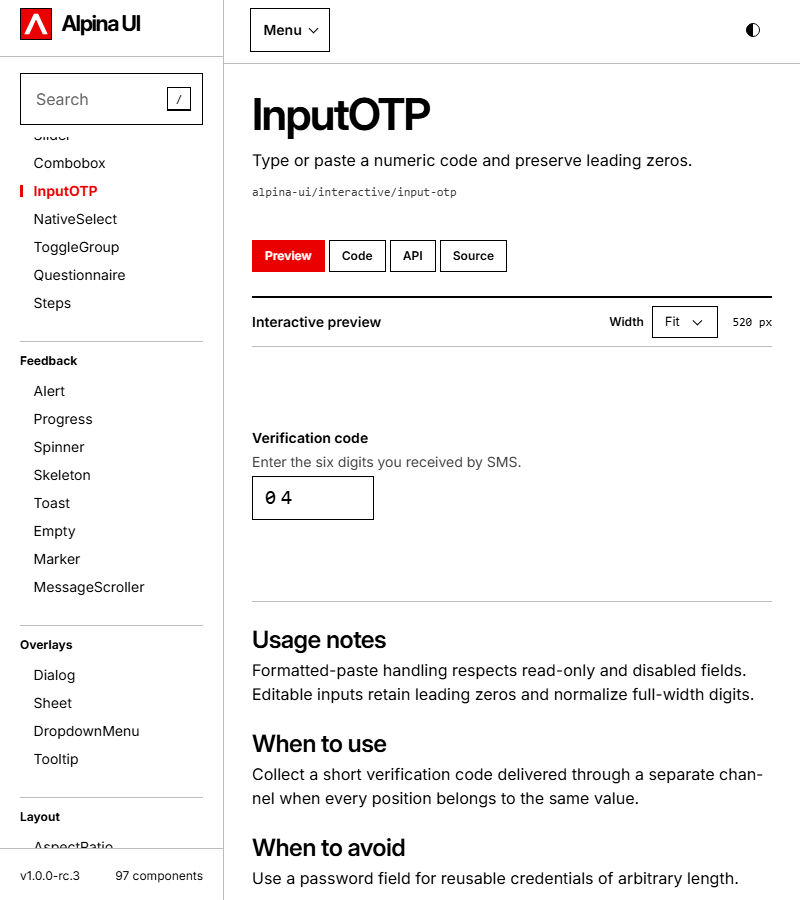 Alpina UI
Menu
Search /
Slider
Combobox
InputOTP
NativeSelect
ToggleGroup
Questionnaire
Steps
Feedback
Alert
Progress
Spinner
Skeleton
Toast
Empty
Marker
MessageScroller
Overlays
Dialog
Sheet
DropdownMenu
Tooltip
Layout
AspectRatio
v1.0.0-rc.3 97 components
InputOTP
Type or paste a numeric code and preserve leading zeros.
alpina-ui/interactive/input-otp
Preview Code API Source
Interactive preview Width Fit 520 px
Verification code
Enter the six digits you received by SMS.
04
Usage notes
Formatted-paste handling respects read-only and disabled fields.
Editable inputs retain leading zeros and normalize full-width digits.
When to use
Collect a short verification code delivered through a separate chan-
nel when every position belongs to the same value.
When to avoid
Use a password field for reusable credentials of arbitrary length.